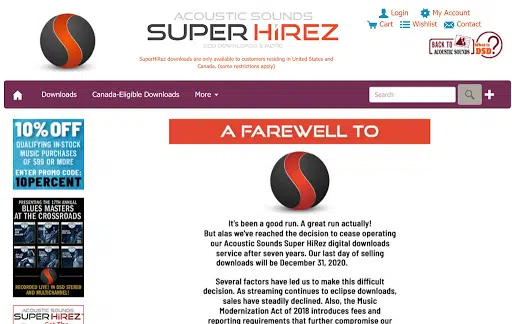 ACOUSTIC SOUNDS
SUPER HiREZ
SuperHiRez downloads are only available to customers residing in United States and
Canada. (some restrictions apply)
Login My Account
Cart Wishlist Contact
BACK TO
ACOUSTIC SOUNDS
What is
DSD?
Downloads Canada-Eligible Downloads More
Search
10% OFF
QUALIFYING IN-STOCK
MUSIC PURCHASES
OF $99 OR MORE
ENTER PROMO CODE:
10PERCENT
PRESENTING THE 17TH ANNUAL
BLUES MASTERS
AT THE CROSSROADS
RECORDED LIVE! IN DSD STEREO
AND MULTICHANNEL!
ACOUSTIC SOUNDS
SUPER HiREZ
A FAREWELL TO
It's been a good run. A great run actually!
But alas we've reached the decision to cease operating
our Acoustic Sounds Super HiRez digital downloads
service after seven years. Our last day of selling
downloads will be December 31, 2020.
Several factors have led us to make this difficult
decision. As streaming continues to eclipse downloads,
sales have steadily declined. Also, the Music
Modernization Act of 2018 introduces fees and
reporting requirements that further compromise our